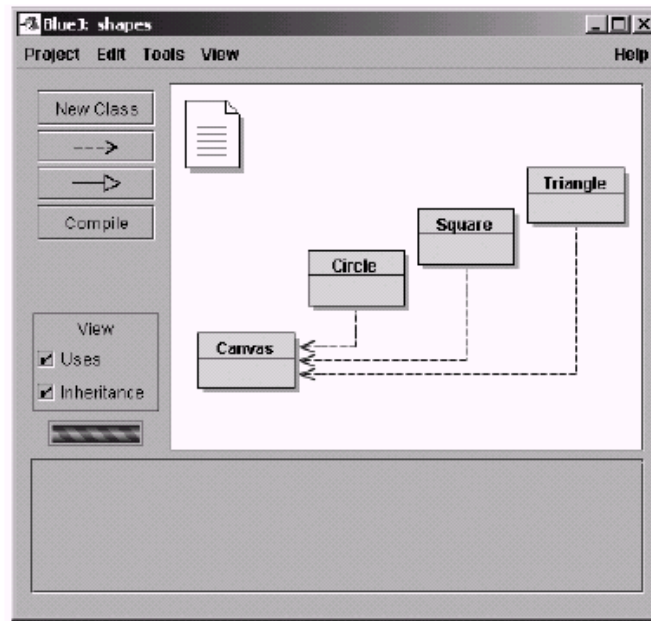 BlueJ: shapes
Project Edit Tools View Help
New Class
Compile
Triangle
Square
Circle
Canvas
View
Uses
Inheritance